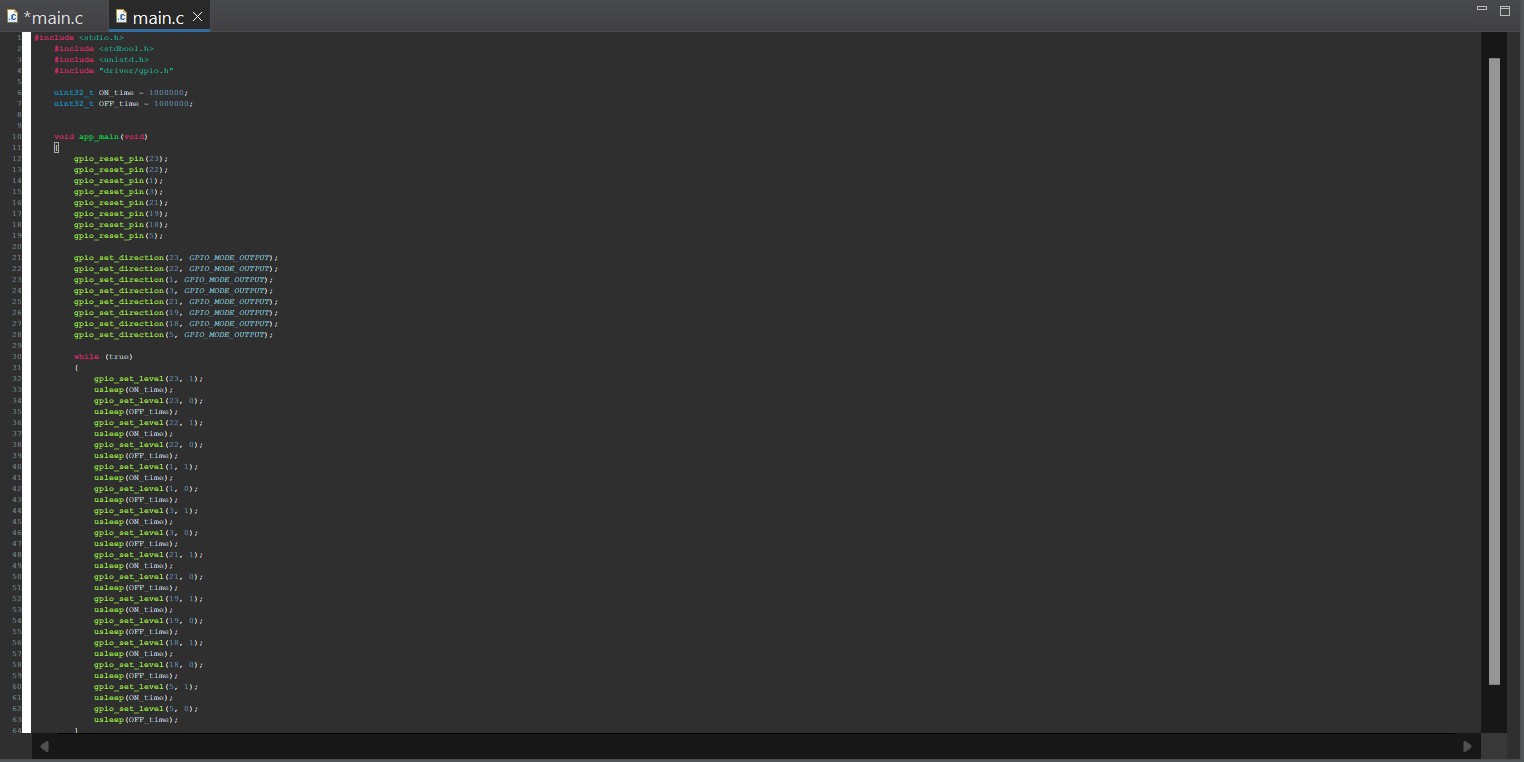 *main.c
main.c
1 #include <stdio.h>
2 #include <stdbool.h>
3 #include <unistd.h>
4 #include "driver/gpio.h"
5
6 uint32_t ON_time = 1000000;
7 uint32_t OFF_time = 1000000;
8
9
10 void app_main(void)
11 {
12 gpio_reset_pin(23);
13 gpio_reset_pin(22);
14 gpio_reset_pin(1);
15 gpio_reset_pin(3);
16 gpio_reset_pin(21);
17 gpio_reset_pin(19);
18 gpio_reset_pin(18);
19 gpio_reset_pin(5);
20
21 gpio_set_direction(23, GPIO_MODE_OUTPUT);
22 gpio_set_direction(22, GPIO_MODE_OUTPUT);
23 gpio_set_direction(1, GPIO_MODE_OUTPUT);
24 gpio_set_direction(3, GPIO_MODE_OUTPUT);
25 gpio_set_direction(21, GPIO_MODE_OUTPUT);
26 gpio_set_direction(19, GPIO_MODE_OUTPUT);
27 gpio_set_direction(18, GPIO_MODE_OUTPUT);
28 gpio_set_direction(5, GPIO_MODE_OUTPUT);
29
30 while (true)
31 {
32 gpio_set_level(23, 1);
33 usleep(ON_time);
34 gpio_set_level(23, 0);
35 usleep(OFF_time);
36 gpio_set_level(22, 1);
37 usleep(ON_time);
38 gpio_set_level(22, 0);
39 usleep(OFF_time);
40 gpio_set_level(1, 1);
41 usleep(ON_time);
42 gpio_set_level(1, 0);
43 usleep(OFF_time);
44 gpio_set_level(3, 1);
45 usleep(ON_time);
46 gpio_set_level(3, 0);
47 usleep(OFF_time);
48 gpio_set_level(21, 1);
49 usleep(ON_time);
50 gpio_set_level(21, 0);
51 usleep(OFF_time);
52 gpio_set_level(19, 1);
53 usleep(ON_time);
54 gpio_set_level(19, 0);
55 usleep(OFF_time);
56 gpio_set_level(18, 1);
57 usleep(ON_time);
58 gpio_set_level(18, 0);
59 usleep(OFF_time);
60 gpio_set_level(5, 1);
61 usleep(ON_time);
62 gpio_set_level(5, 0);
63 usleep(OFF_time);
64 }